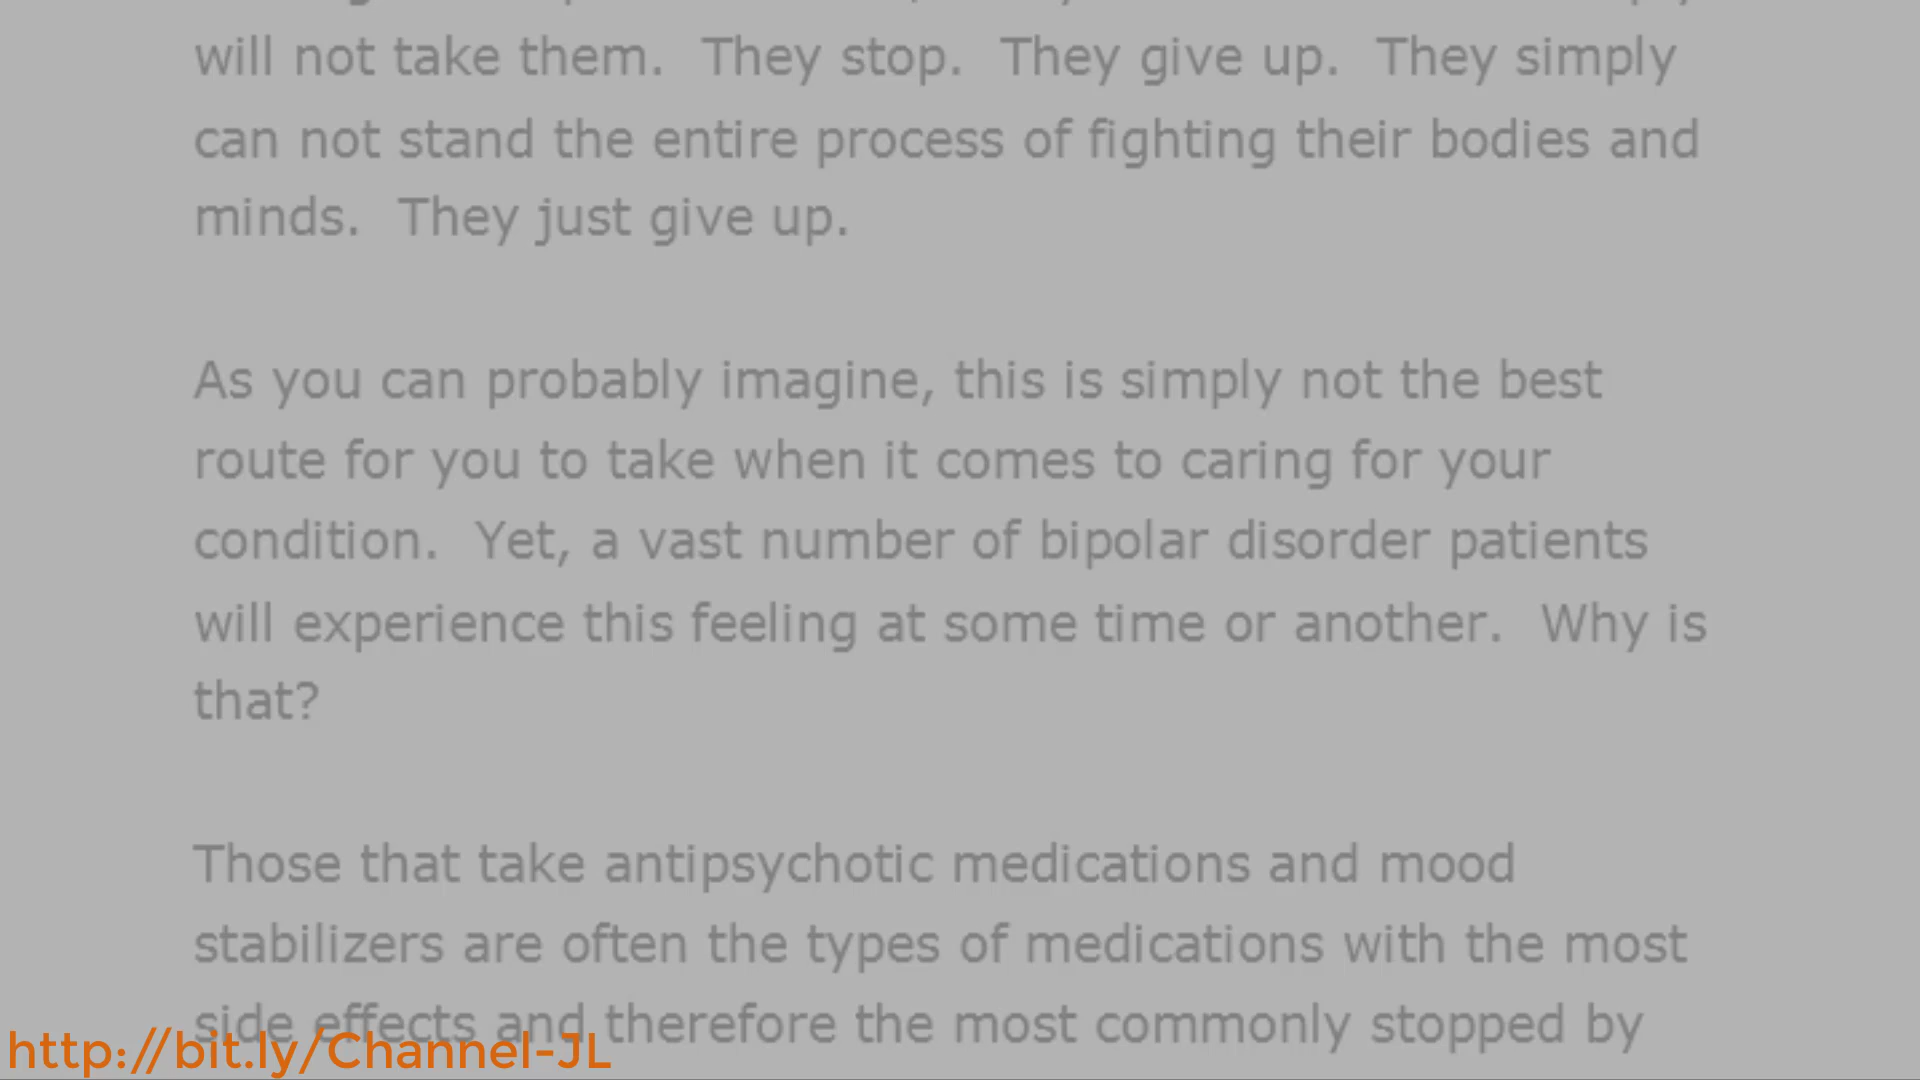 will not take them.  They stop.  They give up.  They simply
can not stand the entire process of fighting their bodies and
minds.  They just give up.
As you can probably imagine, this is simply not the best
route for you to take when it comes to caring for your
condition.  Yet, a vast number of bipolar disorder patients
will experience this feeling at some time or another.  Why is
that?
Those that take antipsychotic medications and mood
stabilizers are often the types of medications with the most
side effects and therefore the most commonly stopped by
http://bit.ly/Channel-JL